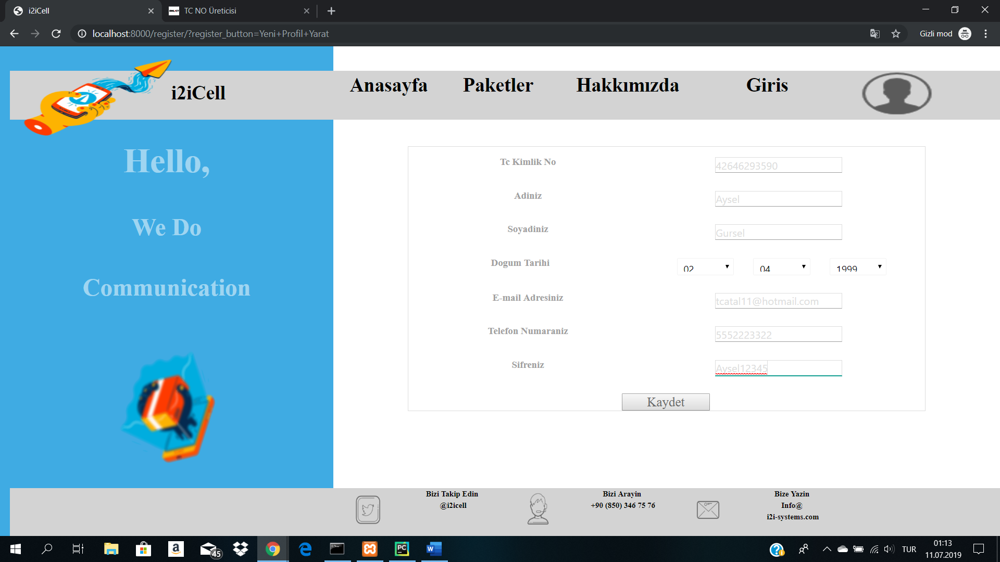 i2iCell
TC NO Üreticisi
localhost:8000/register/?register_button=Yeni+Profil+Yarat
Gizli mod
i2iCell
Anasayfa
Paketler
Hakkımızda
Giris
Hello,
We Do
Communication
Tc Kimlik No
42646293590
Adiniz
Aysel
Soyadiniz
Gursel
Dogum Tarihi
02
04
1999
E-mail Adresiniz
tcatal11@hotmail.com
Telefon Numaraniz
5552223322
Sifreniz
Aysel12345
Kaydet
Bizi Takip Edin
@i2icell
Bizi Arayin
+90 (850) 346 75 76
Bize Yazin
Info@
i2i-systems.com
45
TUR
01:13
11.07.2019